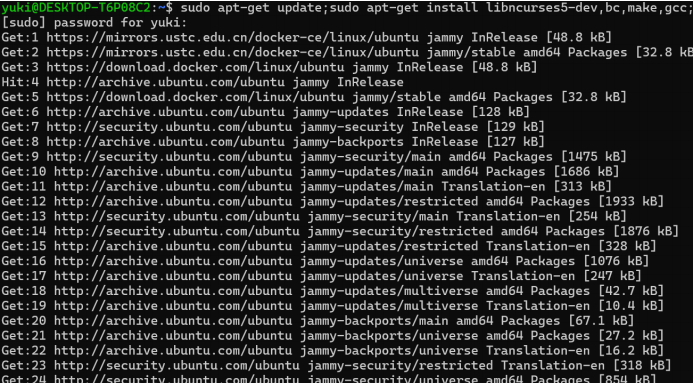 yuki@DESKTOP-T6P08C2:~$ sudo apt-get update;sudo apt-get install libncurses5-dev,bc,make,gcc;
[sudo] password for yuki:
Get:1 https://mirrors.ustc.edu.cn/docker-ce/linux/ubuntu jammy InRelease [48.8 kB]
Get:2 https://mirrors.ustc.edu.cn/docker-ce/linux/ubuntu jammy/stable amd64 Packages [32.8 kB
Get:3 https://download.docker.com/linux/ubuntu jammy InRelease [48.8 kB]
Hit:4 http://archive.ubuntu.com/ubuntu jammy InRelease
Get:5 https://download.docker.com/linux/ubuntu jammy/stable amd64 Packages [32.8 kB]
Get:6 http://archive.ubuntu.com/ubuntu jammy-updates InRelease [128 kB]
Get:7 http://security.ubuntu.com/ubuntu jammy-security InRelease [129 kB]
Get:8 http://archive.ubuntu.com/ubuntu jammy-backports InRelease [127 kB]
Get:9 http://security.ubuntu.com/ubuntu jammy-security/main amd64 Packages [1475 kB]
Get:10 http://archive.ubuntu.com/ubuntu jammy-updates/main amd64 Packages [1686 kB]
Get:11 http://archive.ubuntu.com/ubuntu jammy-updates/main Translation-en [313 kB]
Get:12 http://archive.ubuntu.com/ubuntu jammy-updates/restricted amd64 Packages [1933 kB]
Get:13 http://security.ubuntu.com/ubuntu jammy-security/main Translation-en [254 kB]
Get:14 http://security.ubuntu.com/ubuntu jammy-security/restricted amd64 Packages [1876 kB]
Get:15 http://archive.ubuntu.com/ubuntu jammy-updates/restricted Translation-en [328 kB]
Get:16 http://archive.ubuntu.com/ubuntu jammy-updates/universe amd64 Packages [1076 kB]
Get:17 http://archive.ubuntu.com/ubuntu jammy-updates/universe Translation-en [247 kB]
Get:18 http://archive.ubuntu.com/ubuntu jammy-updates/multiverse amd64 Packages [42.7 kB]
Get:19 http://archive.ubuntu.com/ubuntu jammy-updates/multiverse Translation-en [10.4 kB]
Get:20 http://archive.ubuntu.com/ubuntu jammy-backports/main amd64 Packages [67.1 kB]
Get:21 http://archive.ubuntu.com/ubuntu jammy-backports/universe amd64 Packages [27.2 kB]
Get:22 http://archive.ubuntu.com/ubuntu jammy-backports/universe Translation-en [16.2 kB]
Get:23 http://security.ubuntu.com/ubuntu jammy-security/restricted Translation-en [318 kB]
Get:24 http://security.ubuntu.com/ubuntu jammy-security/universe amd64 Packages [854 kB]